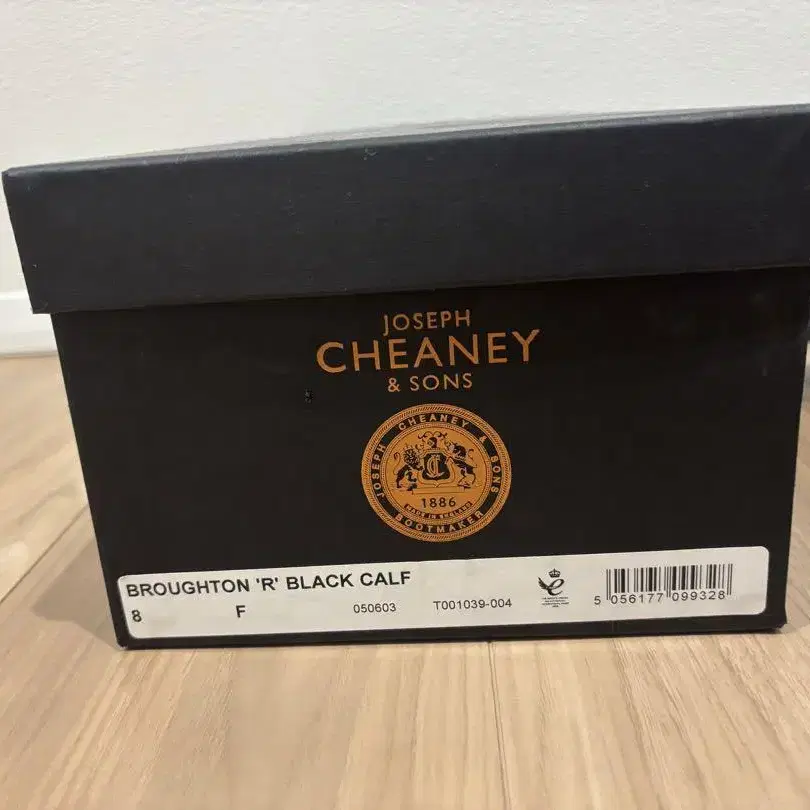 JOSEPH
CHEANEY
& SONS
JOSEPH CHEANEY & SONS
1886
MADE IN ENGLAND
BOOTMAKER
BROUGHTON 'R' BLACK CALF
8 F 050603 T001039-004
5 056177 099328